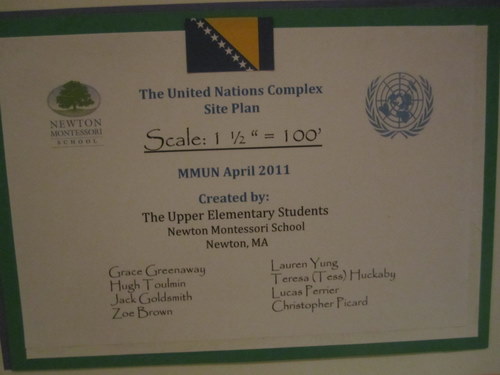 NEWTON
MONTESSORI
SCHOOL
The United Nations Complex
Site Plan
Scale: 1 ½ “ = 100’
MMUN April 2011
Created by:
The Upper Elementary Students
Newton Montessori School
Newton, MA
Grace Greenaway
Hugh Toulmin
Jack Goldsmith
Zoe Brown
Lauren Yung
Teresa (Tess) Huckaby
Lucas Perrier
Christopher Picard